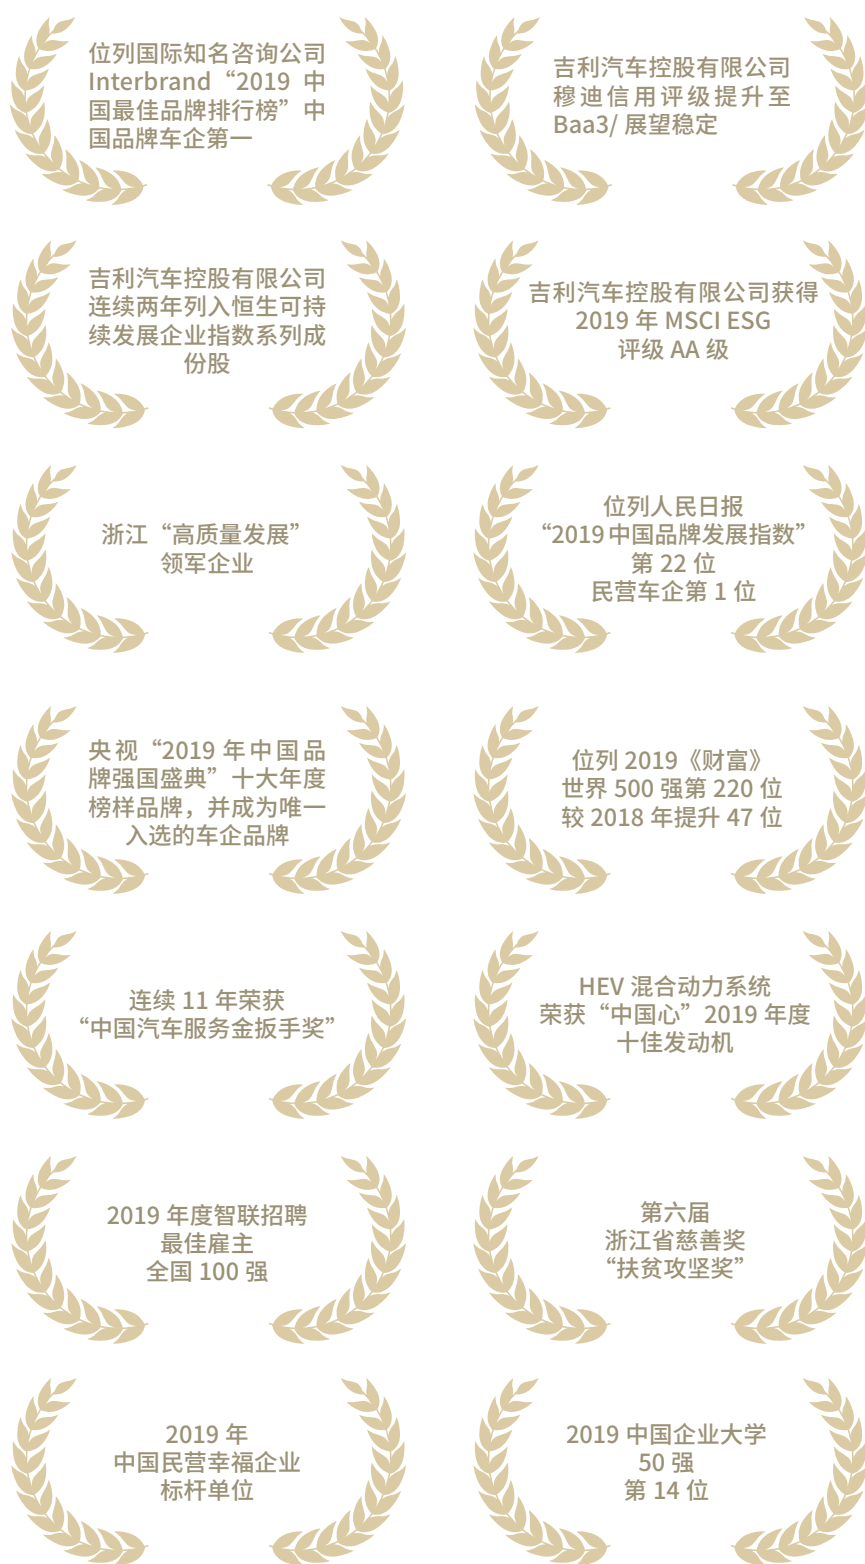 位列国际知名咨询公司
Interbrand“2019 中
国最佳品牌排行榜”中
国品牌车企第一
吉利汽车控股有限公司
穆迪信用评级提升至
Baa3/ 展望稳定
吉利汽车控股有限公司
连续两年列入恒生可持
续发展企业指数系列成
份股
吉利汽车控股有限公司获得
2019 年 MSCI ESG
评级 AA 级
浙江“高质量发展”
领军企业
位列人民日报
“2019中国品牌发展指数”
第 22 位
民营车企第 1 位
央视“2019 年中国品
牌强国盛典”十大年度
榜样品牌，并成为唯一
入选的车企品牌
位列 2019《财富》
世界 500 强第 220 位
较 2018 年提升 47 位
连续 11 年荣获
“中国汽车服务金扳手奖”
HEV 混合动力系统
荣获“中国心”2019 年度
十佳发动机
2019 年度智联招聘
最佳雇主
全国 100 强
第六届
浙江省慈善奖
“扶贫攻坚奖”
2019 年
中国民营幸福企业
标杆单位
2019 中国企业大学
50 强
第 14 位